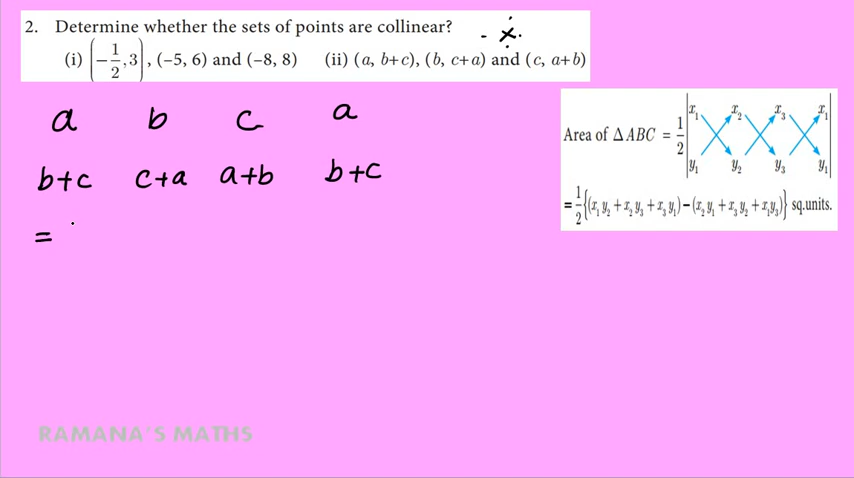 2. Determine whether the sets of points are collinear?
(i) (-1/2, 3), (-5, 6) and (-8, 8) (ii) (a, b+c), (b, c+a) and (c, a+b)
a b c a
b+c c+a a+b b+c
=
Area of ΔABC = 1/2 |x₁ x₂ x₃ x₁
y₁ y₂ y₃ y₁|
= 1/2 {(x₁y₂ + x₂y₃ + x₃y₁) − (x₂y₁ + x₃y₂ + x₁y₃)} sq.units.
RAMANA'S MATHS